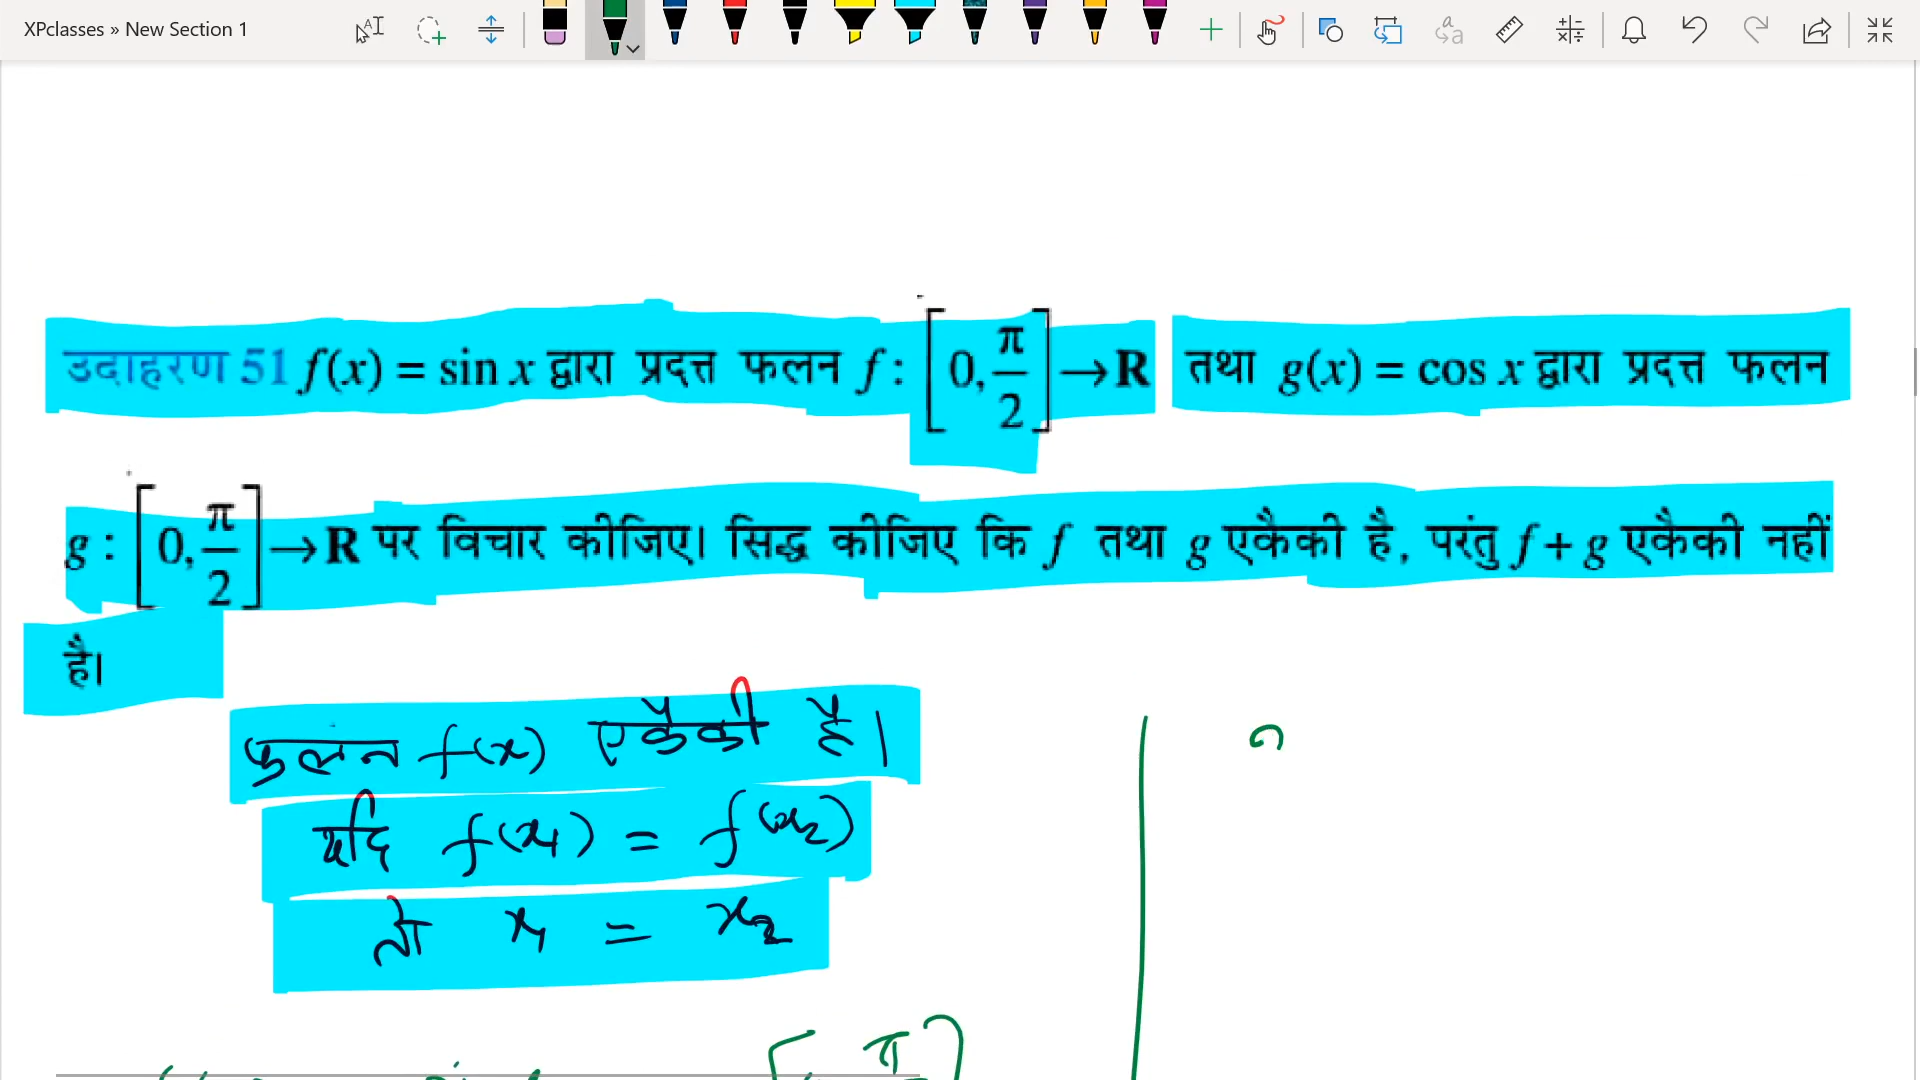 XPclasses » New Section 1
उदाहरण 51 f(x) = sin x द्वारा प्रदत्त फलन f : [0, π/2] → R तथा g(x) = cos x द्वारा प्रदत्त फलन
g : [0, π/2] → R पर विचार कीजिए। सिद्ध कीजिए कि f तथा g एकैकी है, परंतु f + g एकैकी नहीं
है।
फलन f(x) एकैकी है।
यदि f(x₁) = f(x₂)
तो x₁ = x₂